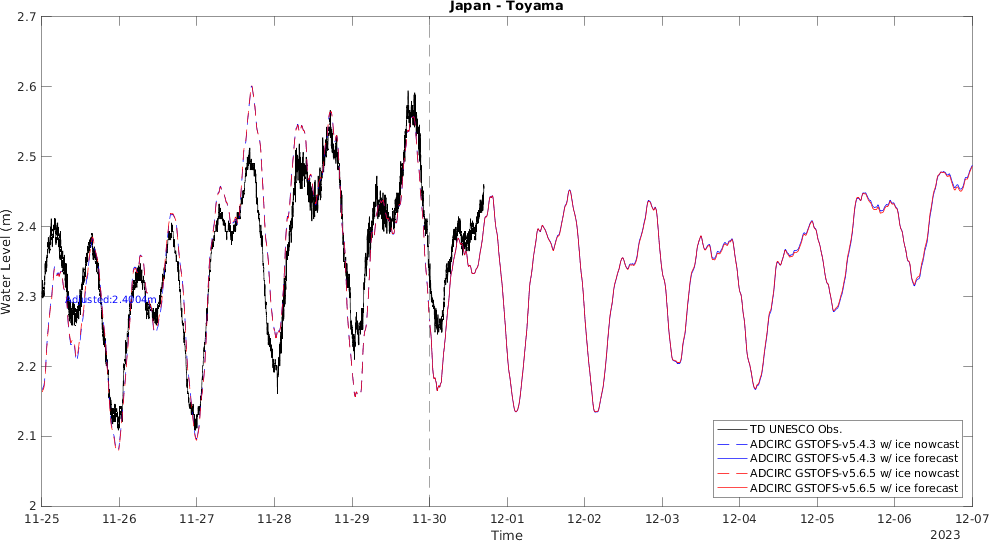 Japan - Toyama
2.7
2.6
2.5
2.4
2.3
2.2
2.1
2
Water Level (m)
Adjusted:2.4004m
TD UNESCO Obs.
ADCIRC GSTOFS-v5.4.3 w/ ice nowcast
ADCIRC GSTOFS-v5.4.3 w/ ice forecast
ADCIRC GSTOFS-v5.6.5 w/ ice nowcast
ADCIRC GSTOFS-v5.6.5 w/ ice forecast
11-25 11-26 11-27 11-28 11-29 11-30 12-01 12-02 12-03 12-04 12-05 12-06 12-07
Time
2023